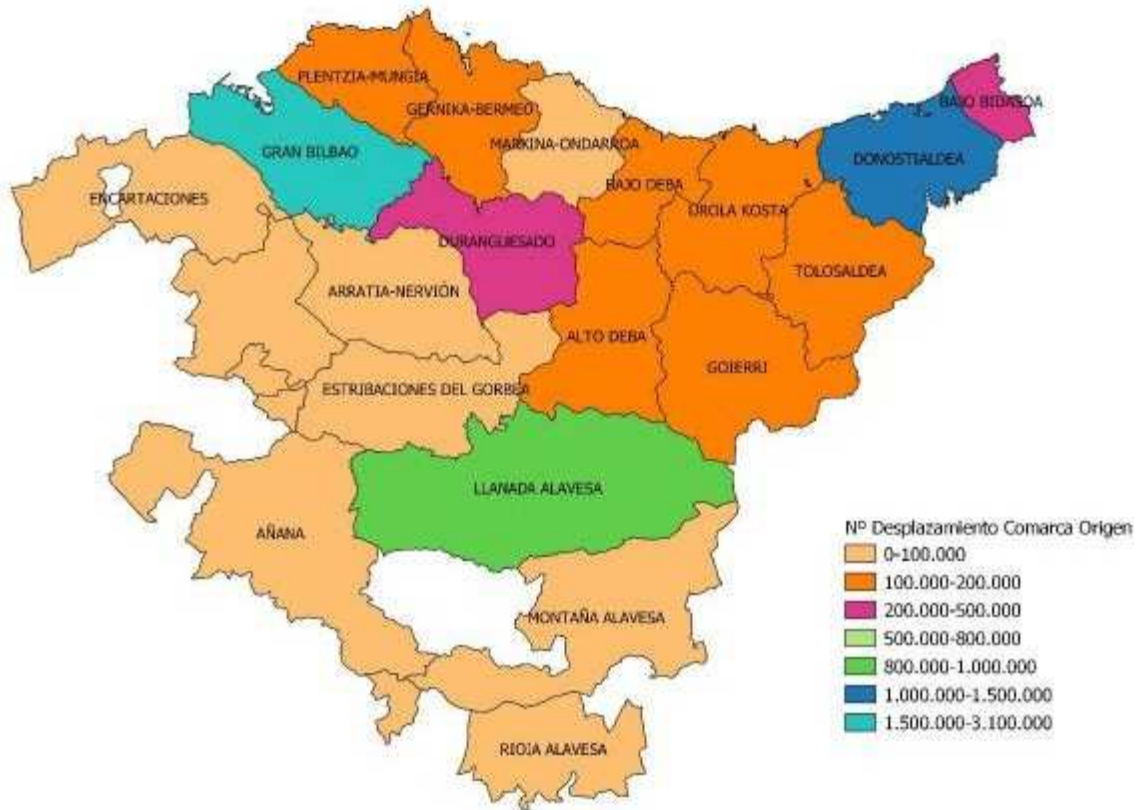 PLENTZIA-MUNGIA
GERNIKA-BERMEO
BAJO BIDASOA
MARKINA-ONDARROA
GRAN BILBAO
DONOSTIALDEA
BAJO DEBA
ENCARTACIONES
UROLA KOSTA
DURANGUESADO
TOLOSALDEA
ARRATIA-NERVIÓN
ALTO DEBA
GOIERRI
ESTRIBACIONES DEL GORBEA
LLANADA ALAVESA
AÑANA
MONTAÑA ALAVESA
RIOJA ALAVESA
Nº Desplazamiento Comarca Origen
0-100.000
100.000-200.000
200.000-500.000
500.000-800.000
800.000-1.000.000
1.000.000-1.500.000
1.500.000-3.100.000